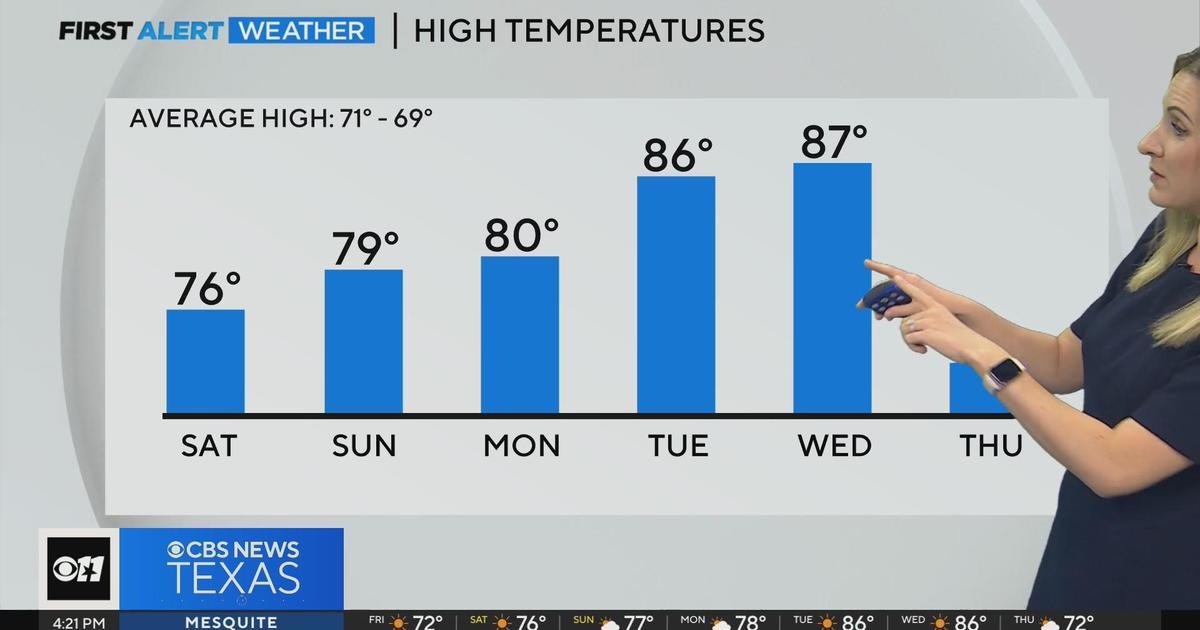 FIRST ALERT WEATHER | HIGH TEMPERATURES
AVERAGE HIGH: 71° - 69°
76° 79° 80° 86° 87°
SAT SUN MON TUE WED THU
11
CBS NEWS
TEXAS
4:21 PM MESQUITE FRI 72° SAT 76° SUN 77° MON 78° TUE 86° WED 86° THU 72°